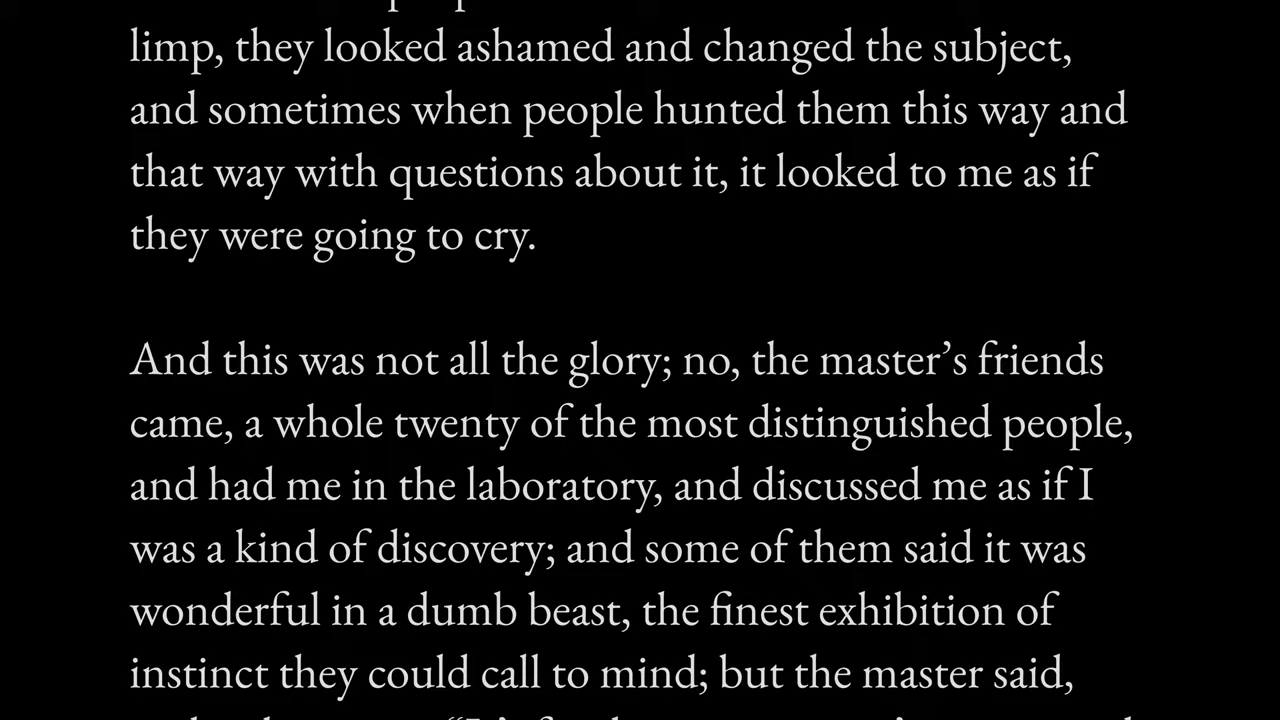 limp, they looked ashamed and changed the subject,
and sometimes when people hunted them this way and
that way with questions about it, it looked to me as if
they were going to cry.
And this was not all the glory; no, the master’s friends
came, a whole twenty of the most distinguished people,
and had me in the laboratory, and discussed me as if I
was a kind of discovery; and some of them said it was
wonderful in a dumb beast, the finest exhibition of
instinct they could call to mind; but the master said,